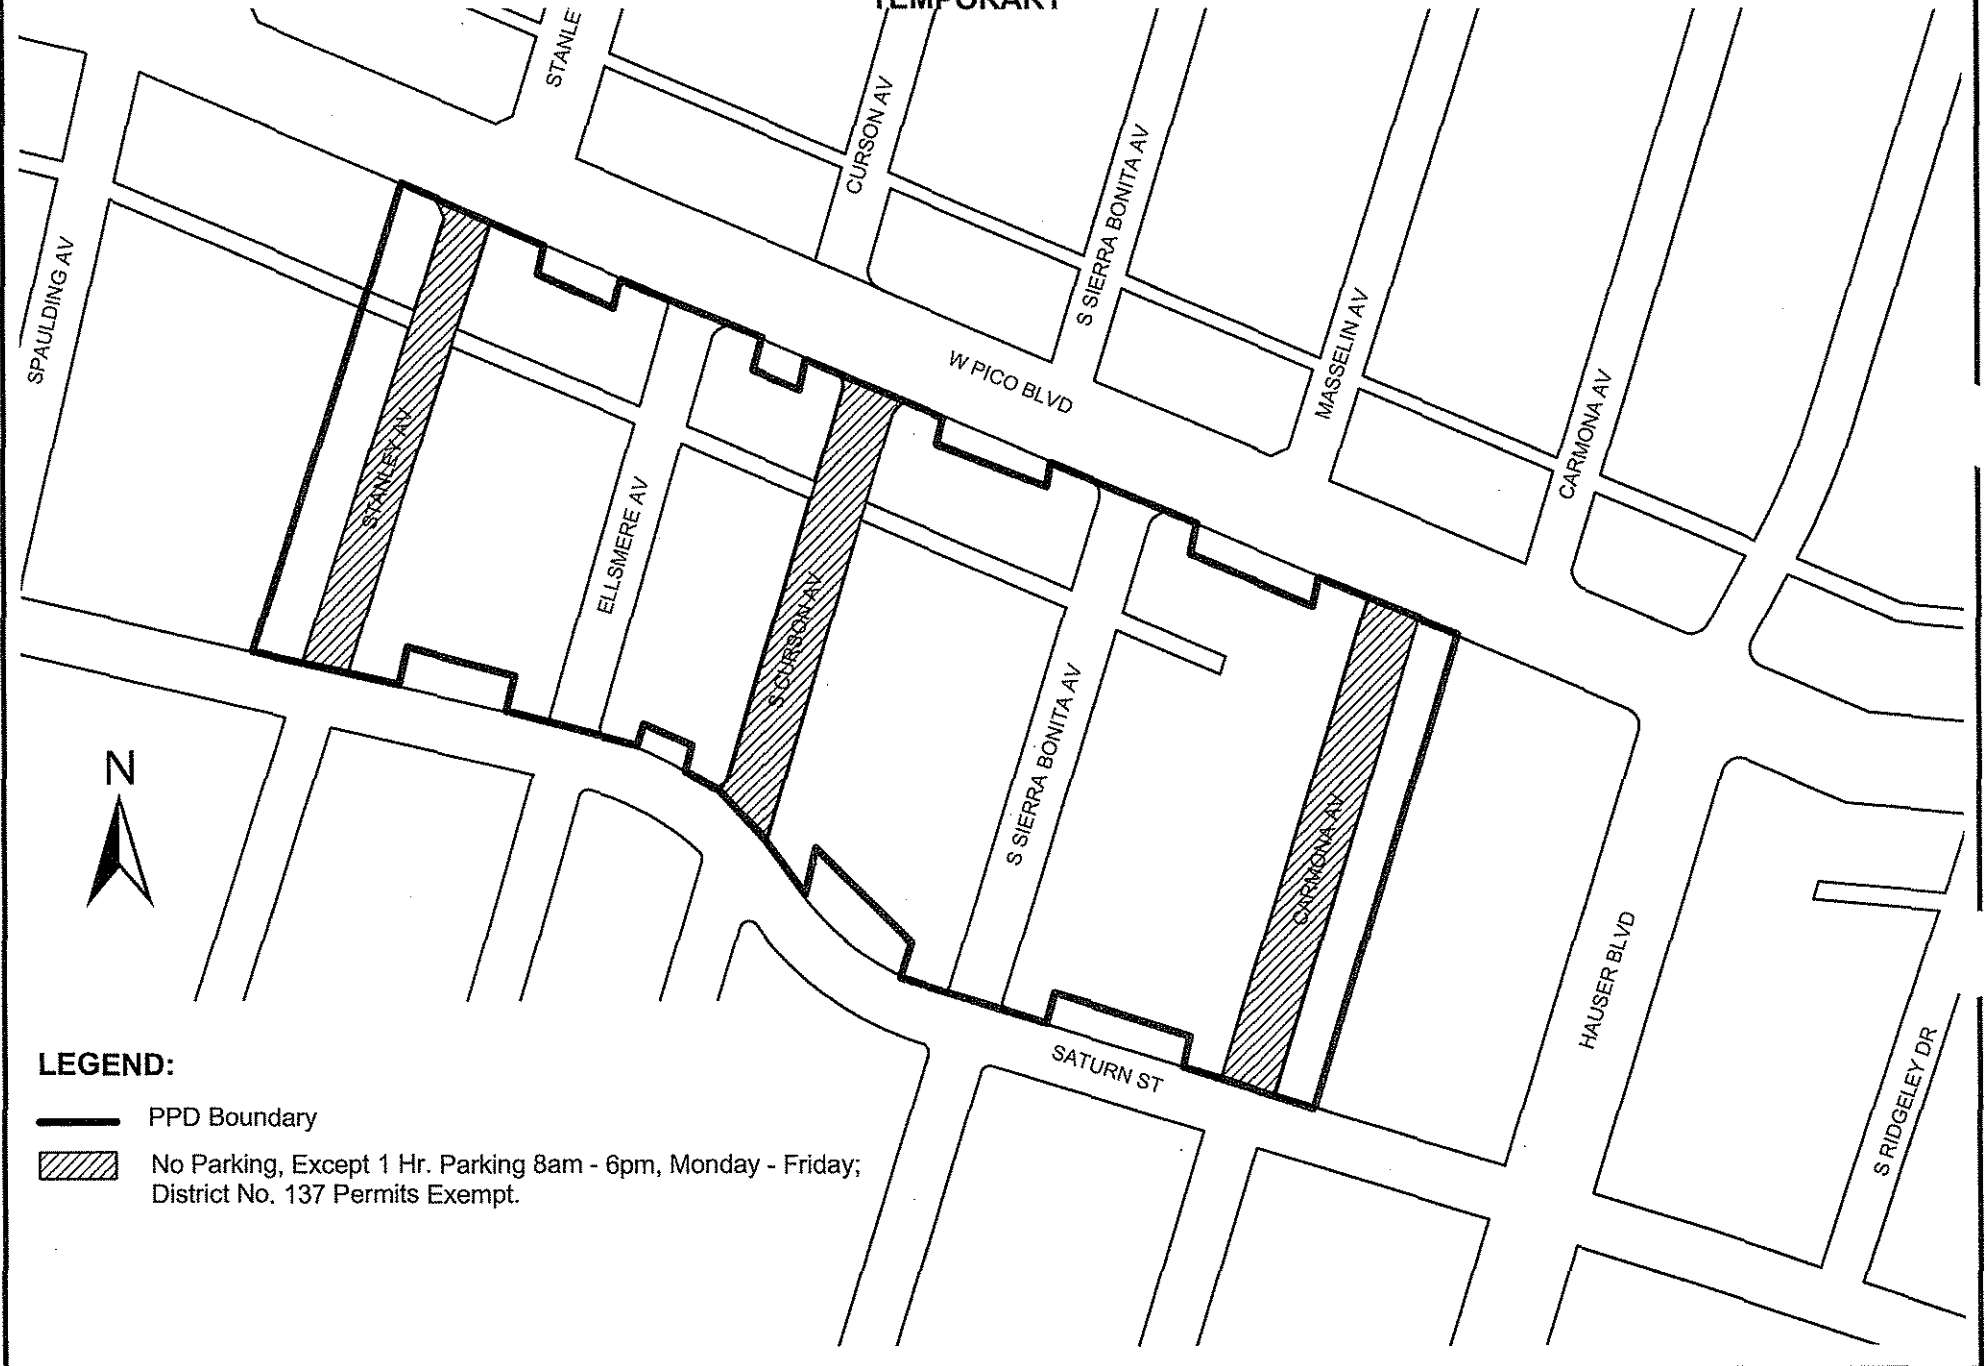 TEMPORARY
STANLE
CURSON AV
S SIERRA BONITA AV
SPAULDING AV
MASSELIN AV
W PICO BLVD
CARMONA AV
STANLEY AV
ELLSMERE AV
S CURSON AV
S SIERRA BONITA AV
CARMONA AV
HAUSER BLVD
S RIDGELEY DR
SATURN ST
N
LEGEND:
PPD Boundary
No Parking, Except 1 Hr. Parking 8am - 6pm, Monday - Friday;
District No. 137 Permits Exempt.